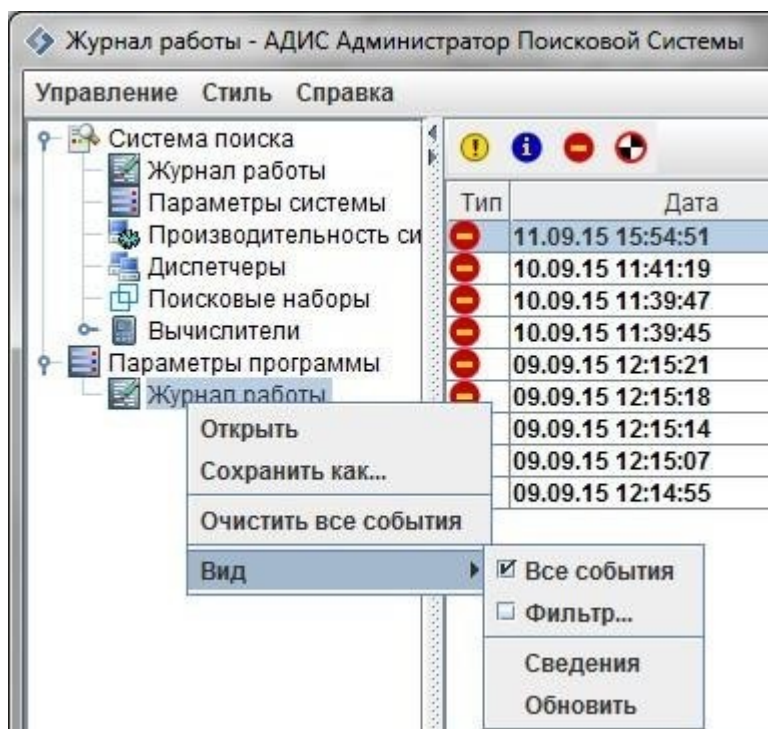 Журнал работы - АДИС Администратор Поисковой Системы
Управление Стиль Справка
Система поиска
Журнал работы
Параметры системы
Производительность си
Диспетчеры
Поисковые наборы
Вычислители
Параметры программы
Журнал работы
Тип Дата
11.09.15 15:54:51
10.09.15 11:41:19
10.09.15 11:39:47
10.09.15 11:39:45
09.09.15 12:15:21
09.09.15 12:15:18
09.09.15 12:15:14
09.09.15 12:15:07
09.09.15 12:14:55
Открыть
Сохранить как...
Очистить все события
Вид
Все события
Фильтр...
Сведения
Обновить